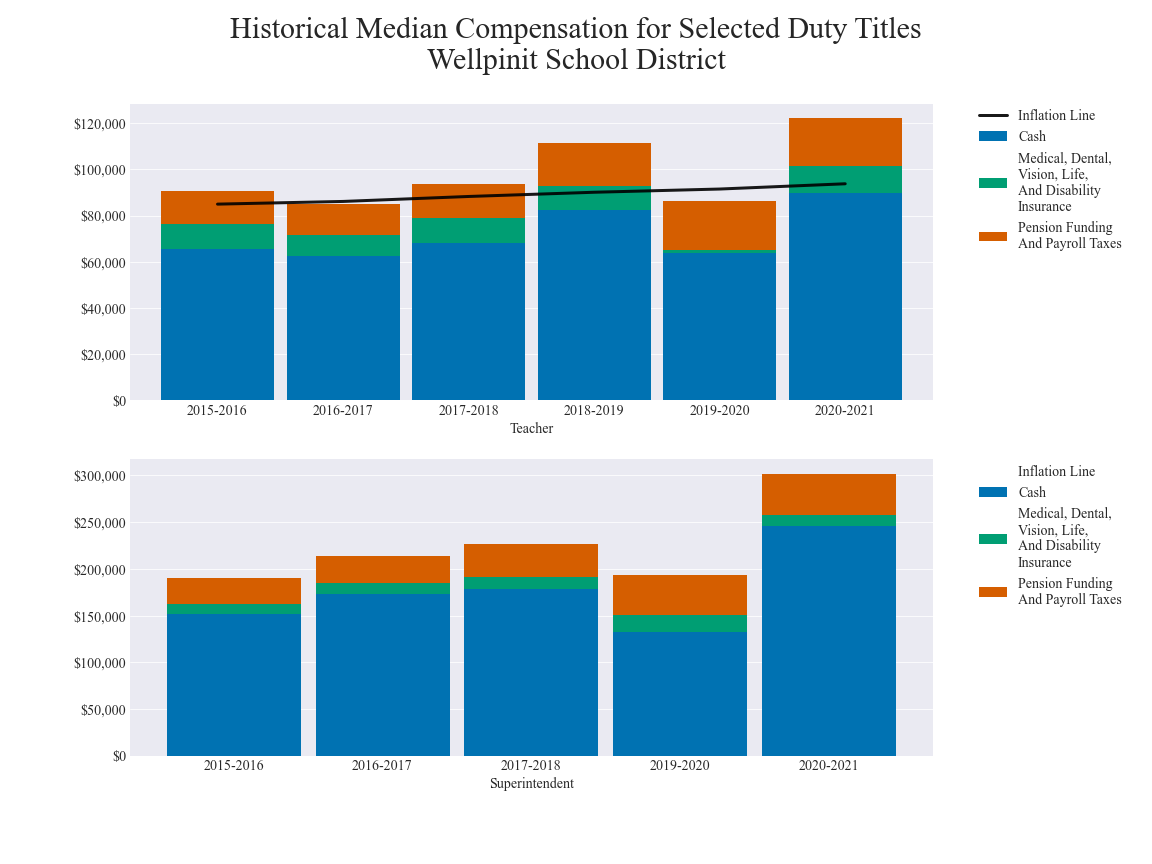 Historical Median Compensation for Selected Duty Titles
Wellpinit School District
$120,000
$100,000
$80,000
$60,000
$40,000
$20,000
$0
2015-2016
2016-2017
2017-2018
2018-2019
2019-2020
2020-2021
Teacher
Inflation Line
Cash
Medical, Dental,
Vision, Life,
And Disability
Insurance
Pension Funding
And Payroll Taxes
$300,000
$250,000
$200,000
$150,000
$100,000
$50,000
$0
2015-2016
2016-2017
2017-2018
2019-2020
2020-2021
Superintendent
Inflation Line
Cash
Medical, Dental,
Vision, Life,
And Disability
Insurance
Pension Funding
And Payroll Taxes